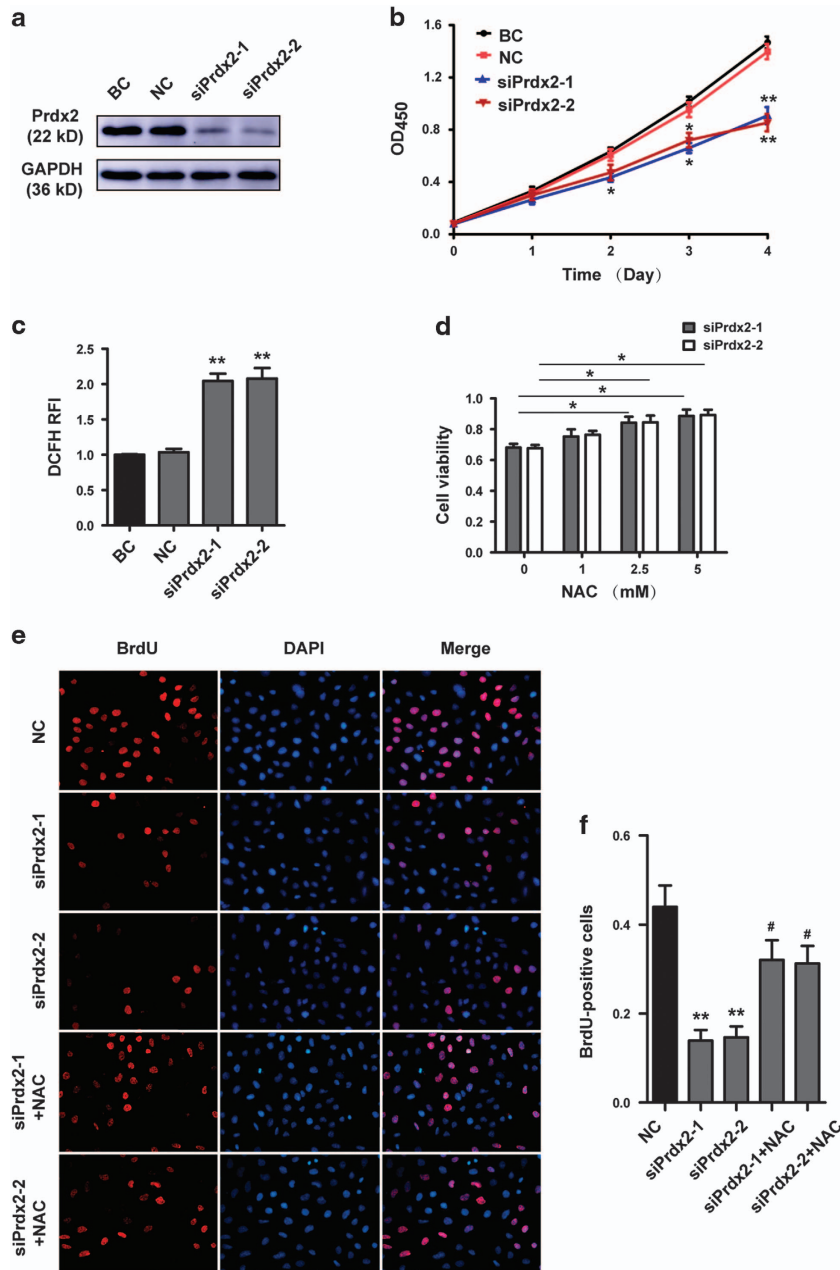 a
BC
NC
siPrdx2-1
siPrdx2-2
Prdx2
(22 kD)
GAPDH
(36 kD)
b
BC
NC
siPrdx2-1
siPrdx2-2
OD450
1.6
1.2
0.8
0.4
0.0
*
*
*
**
**
0
1
2
3
4
Time (Day)
c
DCFH RFI
2.5
2.0
1.5
1.0
0.5
0.0
**
**
BC
NC
siPrdx2-1
siPrdx2-2
d
siPrdx2-1
siPrdx2-2
*
*
*
*
Cell viability
1.0
0.8
0.6
0.4
0.2
0.0
0
1
2.5
5
NAC (mM)
e
BrdU
DAPI
Merge
NC
siPrdx2-1
siPrdx2-2
siPrdx2-1
+NAC
siPrdx2-2
+NAC
f
BrdU-positive cells
0.6
0.4
0.2
0.0
**
**
#
#
NC
siPrdx2-1
siPrdx2-2
siPrdx2-1+NAC
siPrdx2-2+NAC